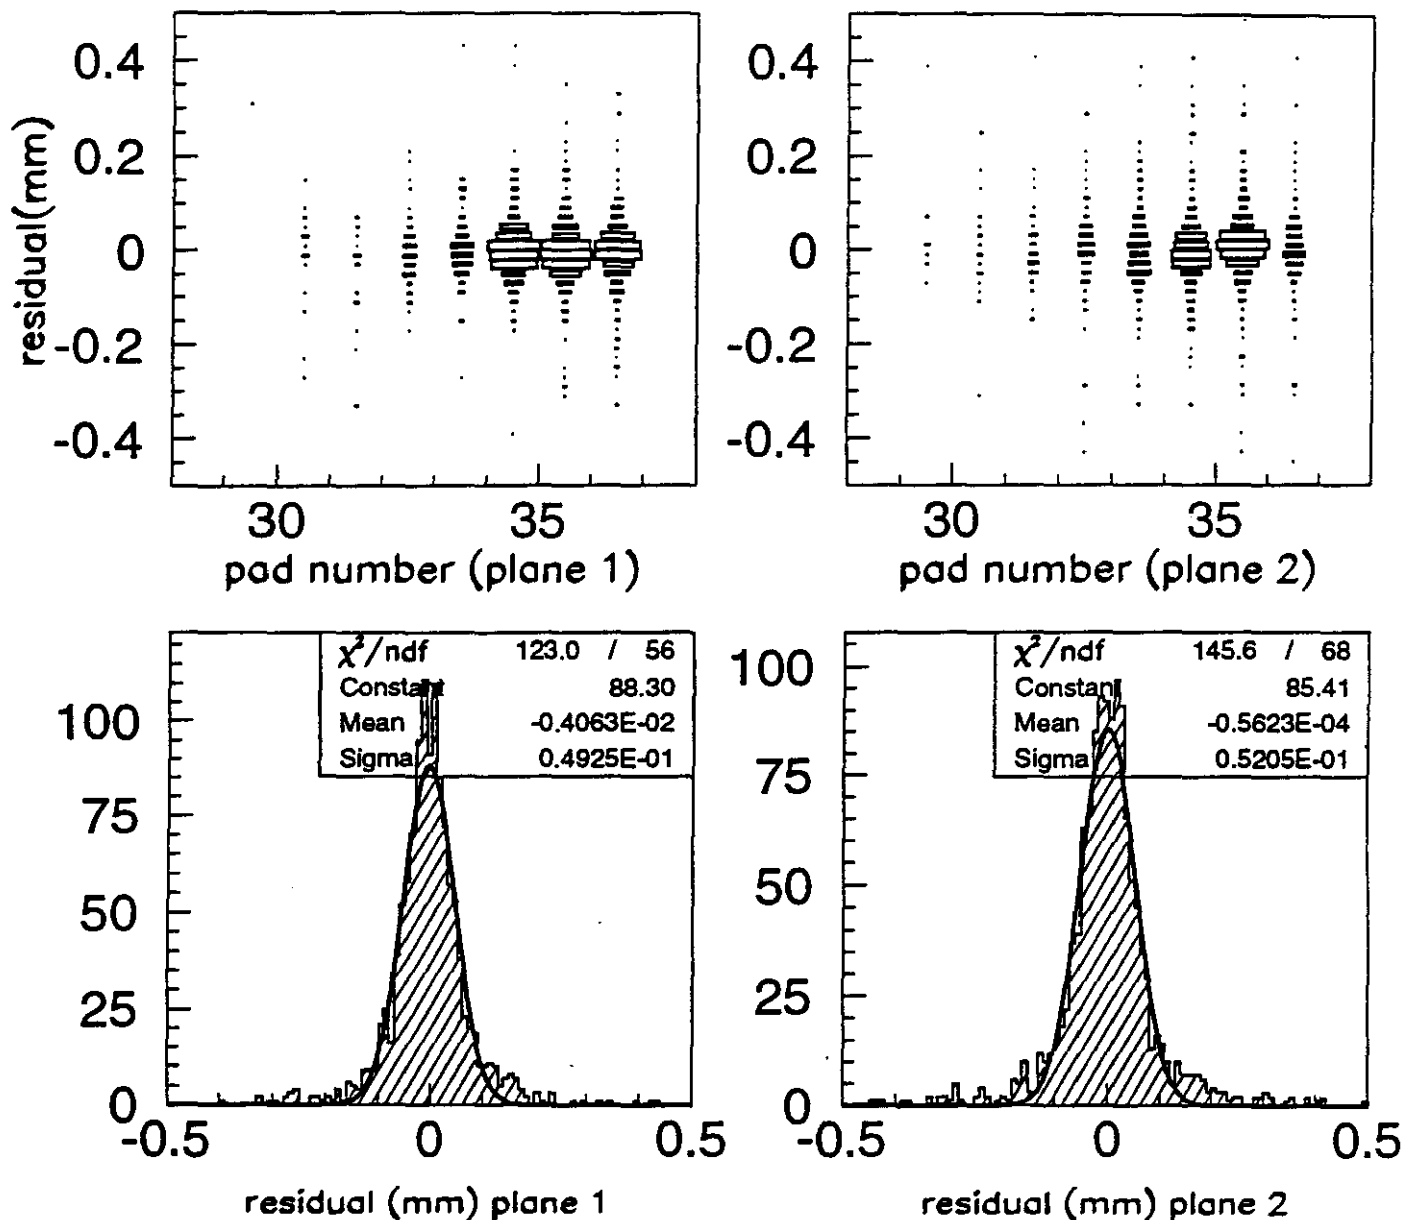 residual(mm)
0.4
0.2
0
-0.2
-0.4
30 35
pad number (plane 1)
0.4
0.2
0
-0.2
-0.4
30 35
pad number (plane 2)
χ²/ndf 123.0 / 56
Constant 88.30
Mean -0.4063E-02
Sigma 0.4925E-01
100
75
50
25
0
-0.5 0 0.5
residual (mm) plane 1
χ²/ndf 145.6 / 68
Constant 85.41
Mean -0.5623E-04
Sigma 0.5205E-01
100
75
50
25
0
-0.5 0 0.5
residual (mm) plane 2